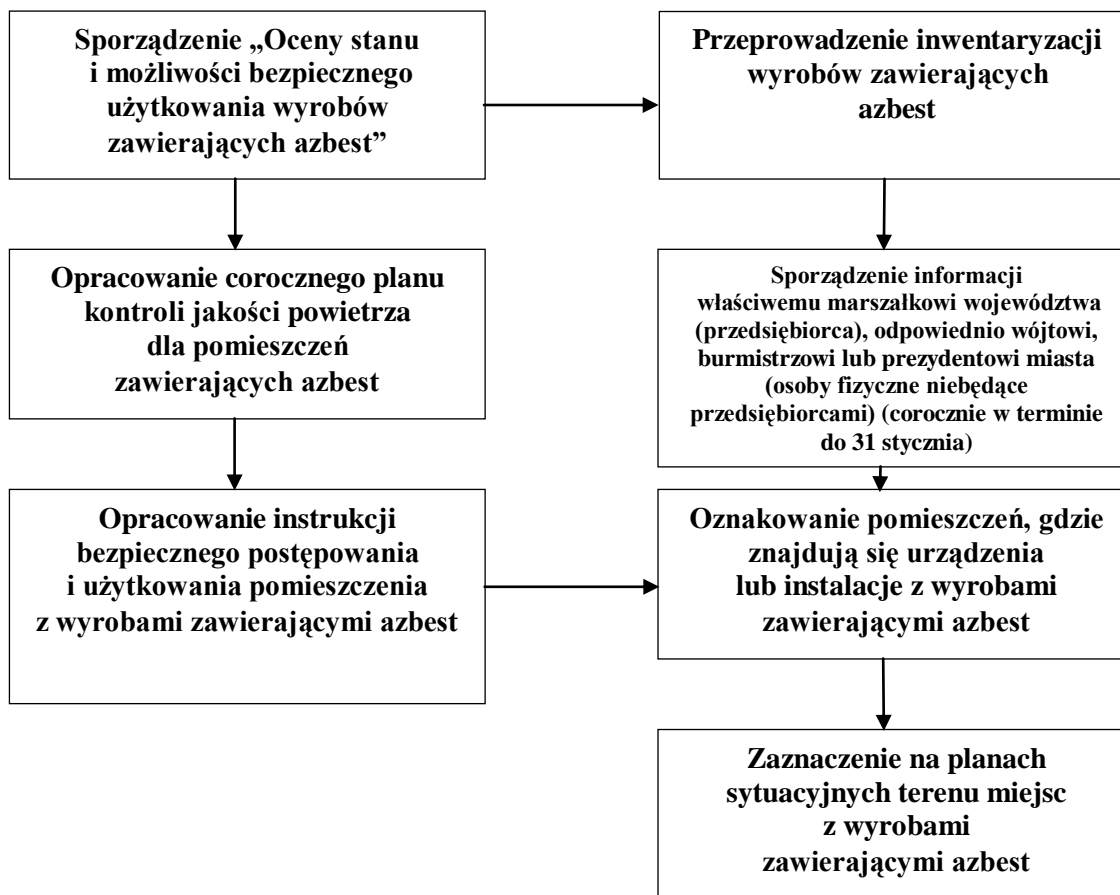 Sporządzenie „Oceny stanu
i możliwości bezpiecznego
użytkowania wyrobów
zawierających azbest”
Przeprowadzenie inwentaryzacji
wyrobów zawierających
azbest
Opracowanie corocznego planu
kontroli jakości powietrza
dla pomieszczeń
zawierających azbest
Sporządzenie informacji
właściwemu marszałkowi województwa
(przedsiębiorca), odpowiednio wójtowi,
burmistrzowi lub prezydentowi miasta
(osoby fizyczne niebędące
przedsiębiorcami) (corocznie w terminie
do 31 stycznia)
Opracowanie instrukcji
bezpiecznego postępowania
i użytkowania pomieszczenia
z wyrobami zawierającymi azbest
Oznakowanie pomieszczeń, gdzie
znajdują się urządzenia
lub instalacje z wyrobami
zawierającymi azbest
Zaznaczenie na planach
sytuacyjnych terenu miejsc
z wyrobami
zawierającymi azbest